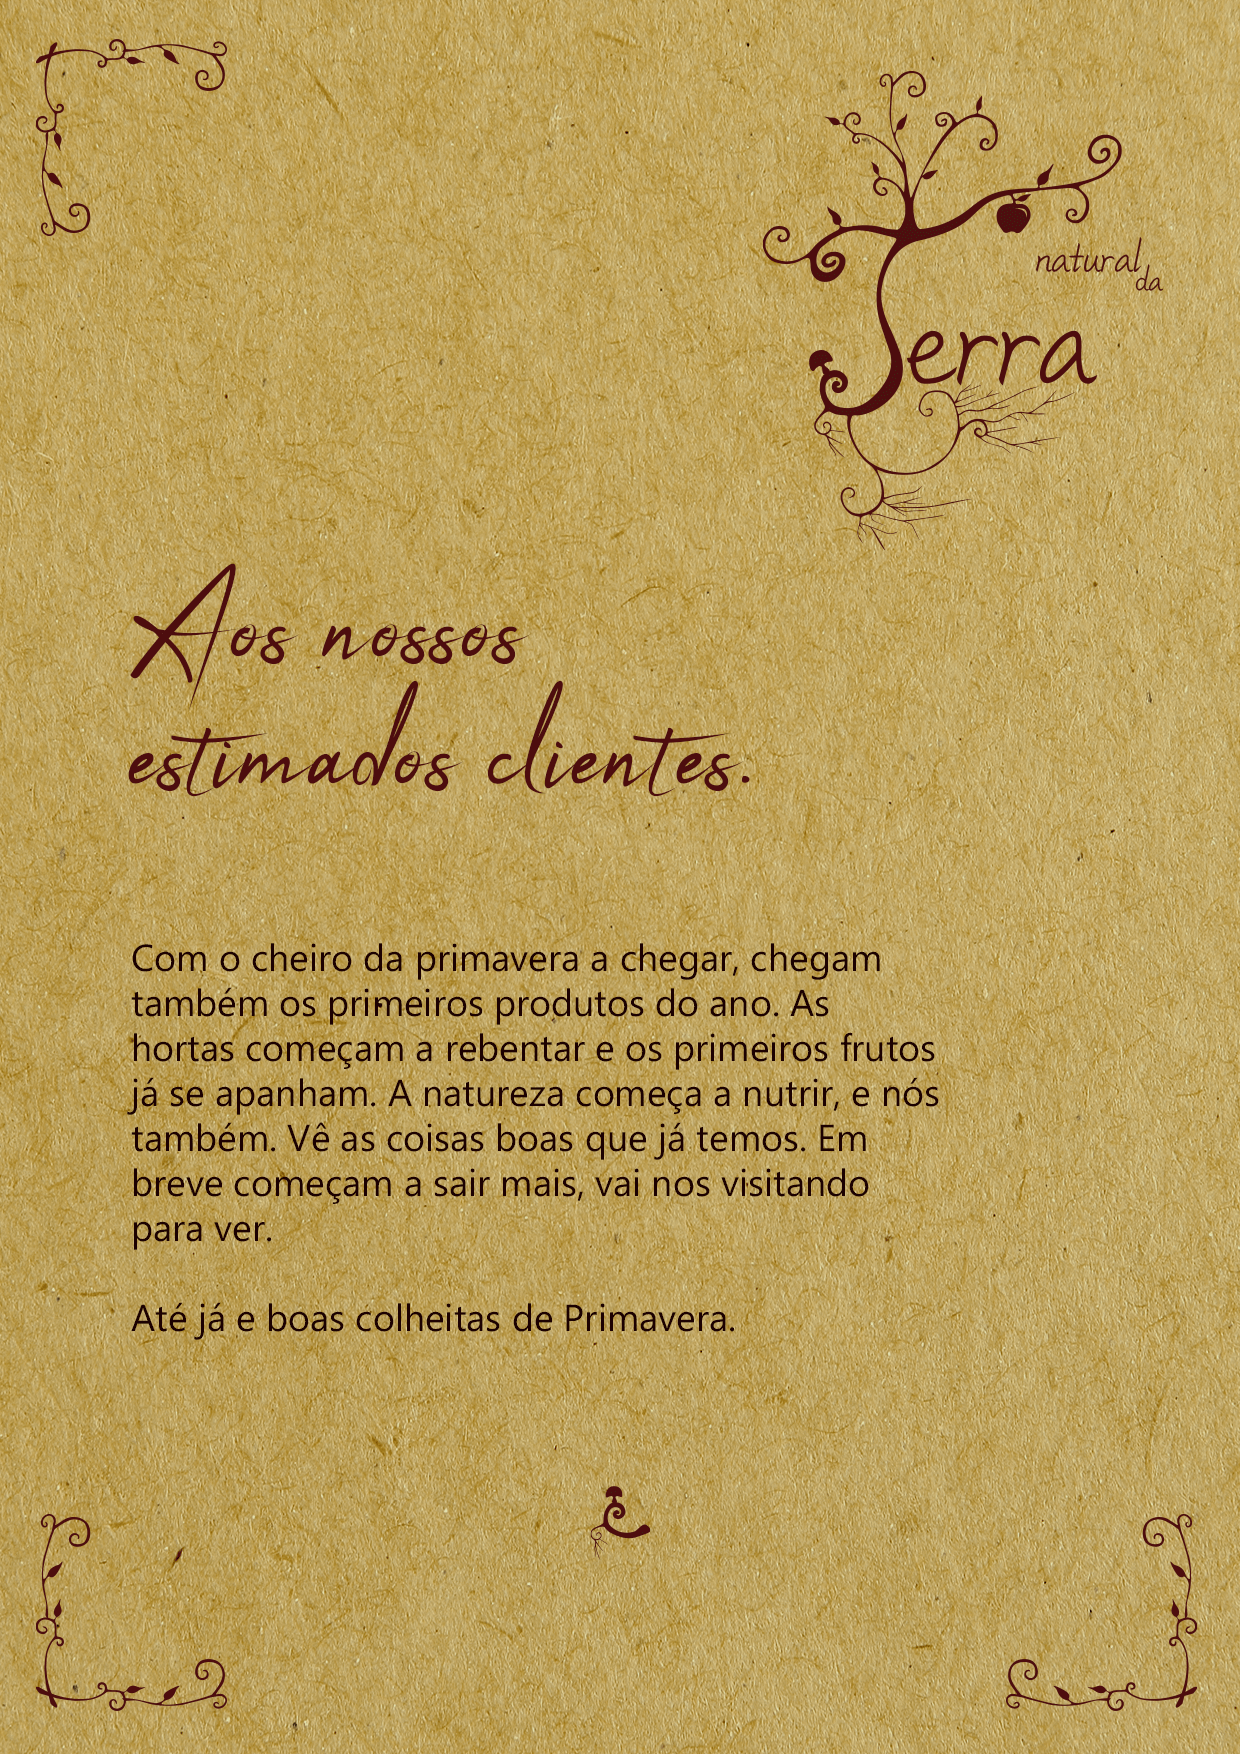 natural
da
Serra
Aos nossos
estimados clientes.
Com o cheiro da primavera a chegar, chegam
também os primeiros produtos do ano. As
hortas começam a rebentar e os primeiros frutos
já se apanham. A natureza começa a nutrir, e nós
também. Vê as coisas boas que já temos. Em
breve começam a sair mais, vai nos visitando
para ver.
Até já e boas colheitas de Primavera.